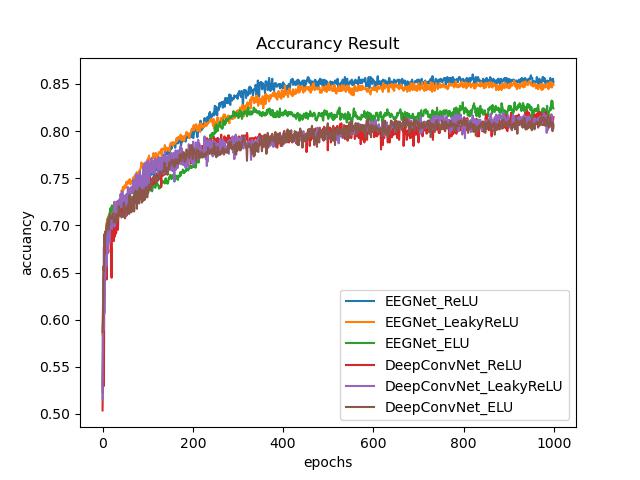 Accurancy Result
accuancy
0.85
0.80
0.75
0.70
0.65
0.60
0.55
0.50
EEGNet_ReLU
EEGNet_LeakyReLU
EEGNet_ELU
DeepConvNet_ReLU
DeepConvNet_LeakyReLU
DeepConvNet_ELU
0 200 400 600 800 1000
epochs